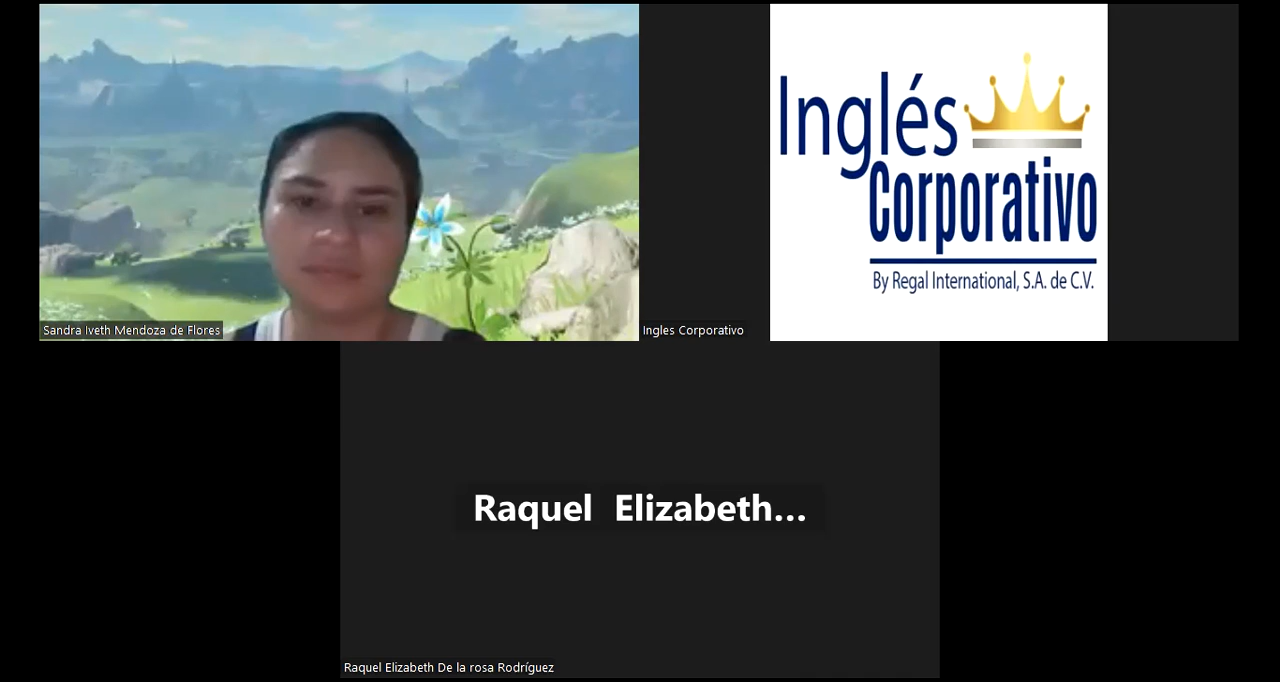 Inglés
Corporativo
By Regal International, S.A. de C.V.
Sandra Iveth Mendoza de Flores
Ingles Corporativo
Raquel Elizabeth...
Raquel Elizabeth De la rosa Rodríguez